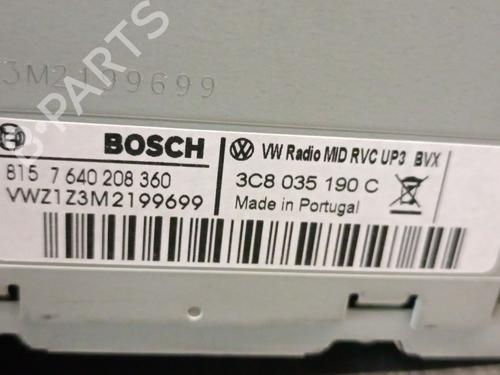 3M2199699
B-PARTS
BOSCH
VW Radio MID RVC UP3 BVX
815 7 640 208 360
3C8 035 190 C
VWZ1Z3M2199699
Made in Portugal